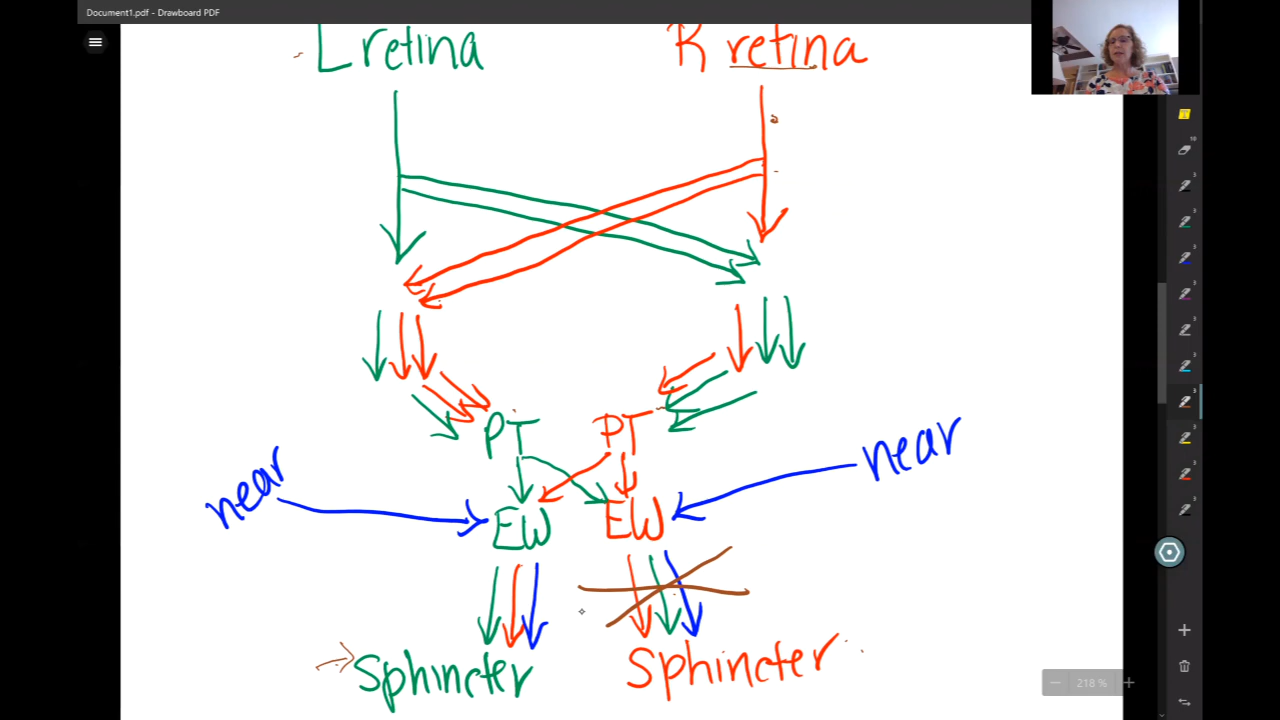 Document1.pdf - Drawboard PDF
L retina R retina
PT PT
near near
EW EW
Sphincter Sphincter
218 %